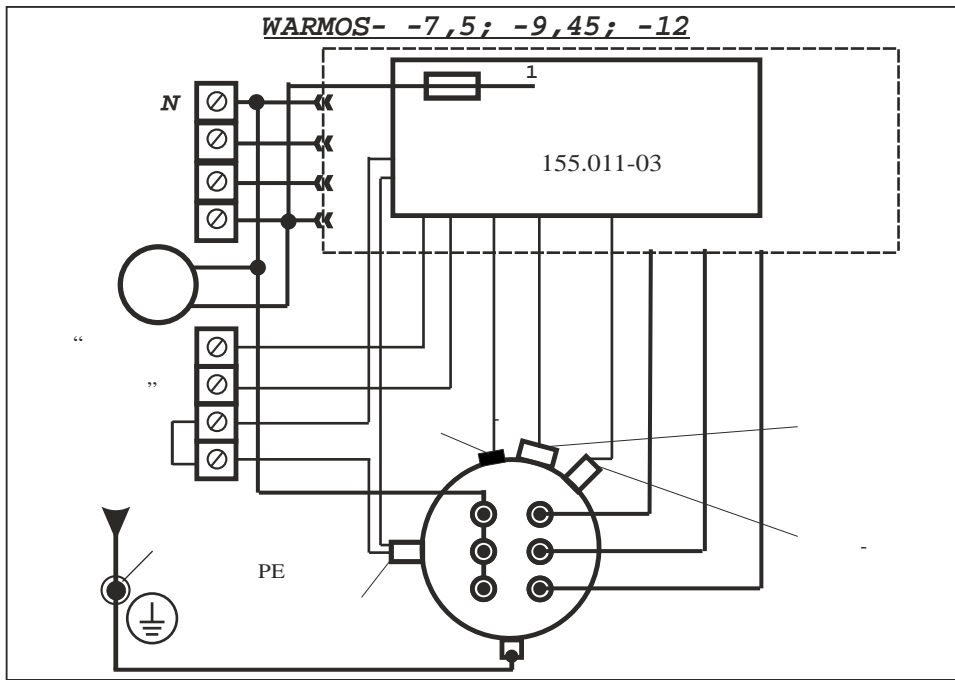 WARMOS- -7,5; -9,45; -12
1
N
155.011-03
“
”
-
-
PE